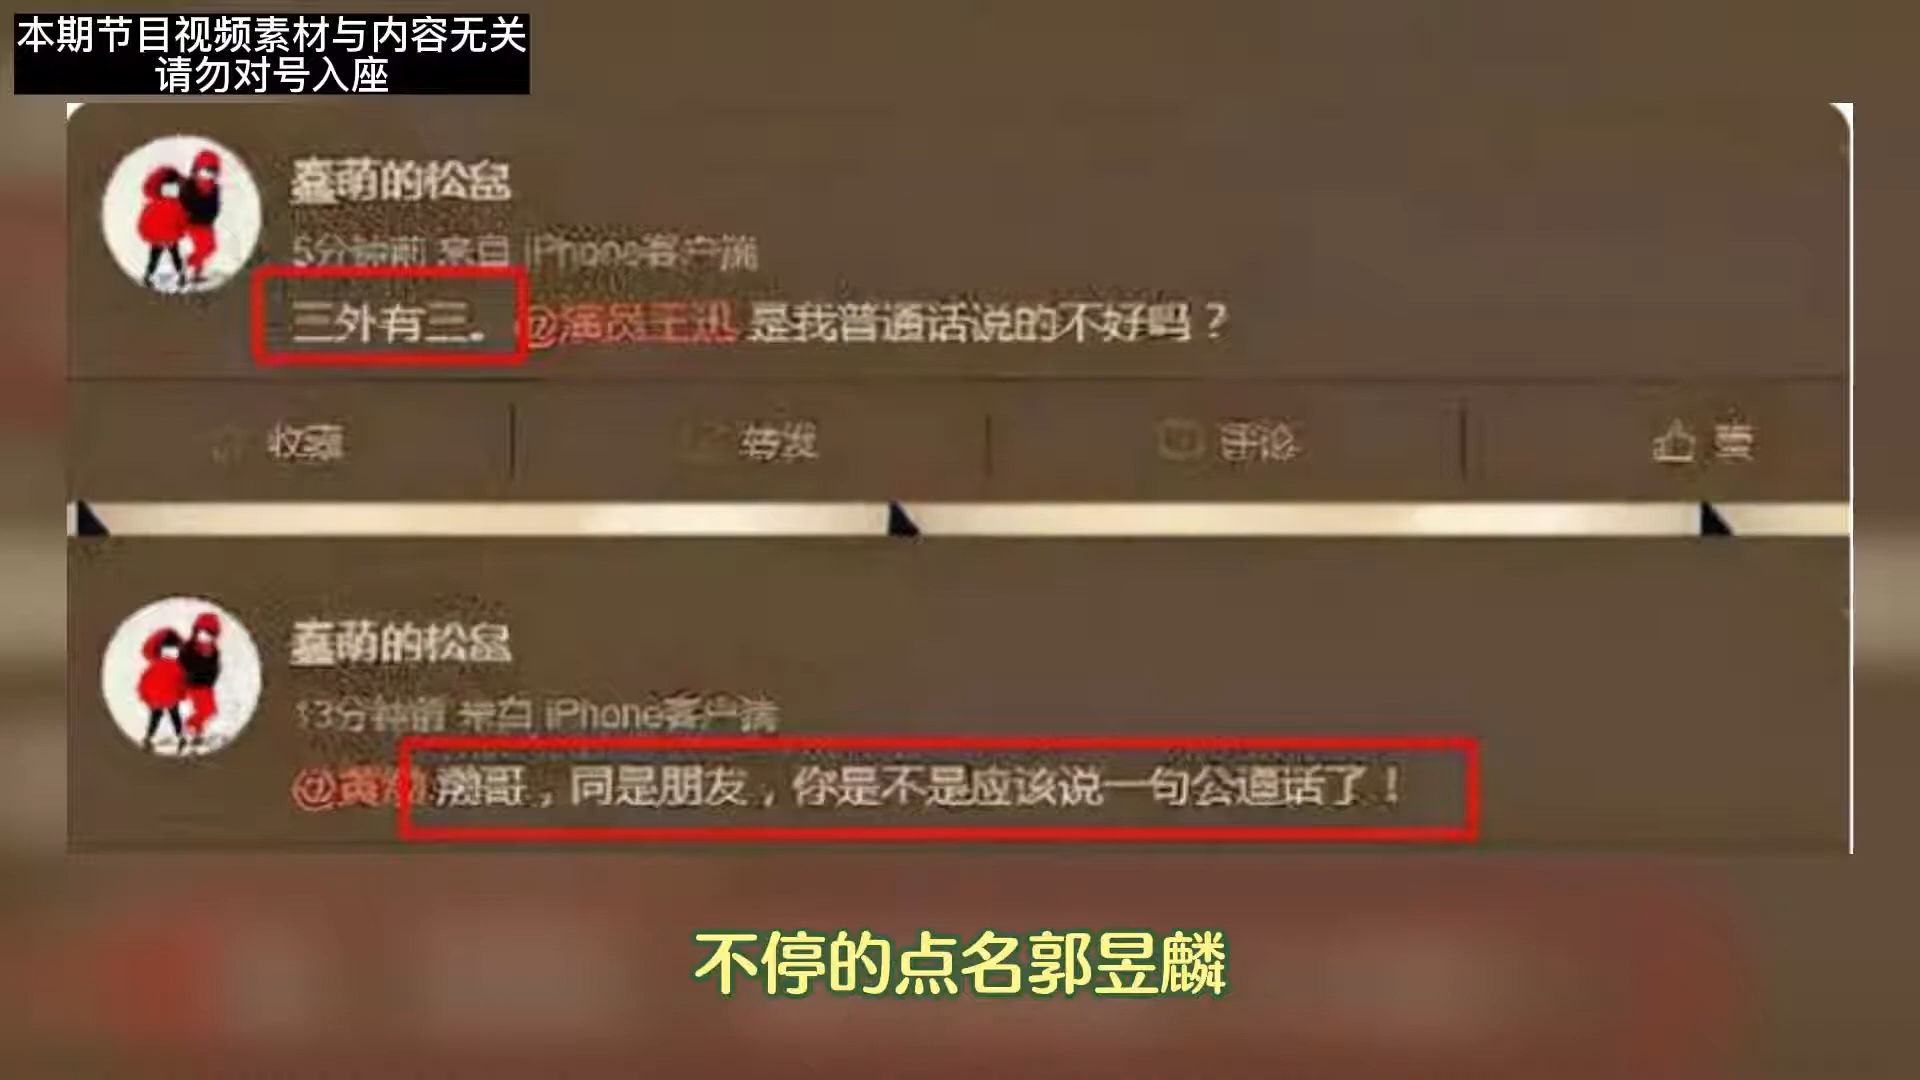 本期节目视频素材与内容无关
请勿对号入座
蠢萌的松鼠
5分钟前 来自 iPhone客户端
三外有三。@演员王迅 是我普通话说的不好吗？
收藏
转发
评论
赞
蠢萌的松鼠
13分钟前 来自 iPhone客户端
@黄渤 渤哥，同是朋友，你是不是应该说一句公道话了！
不停的点名郭昱麟